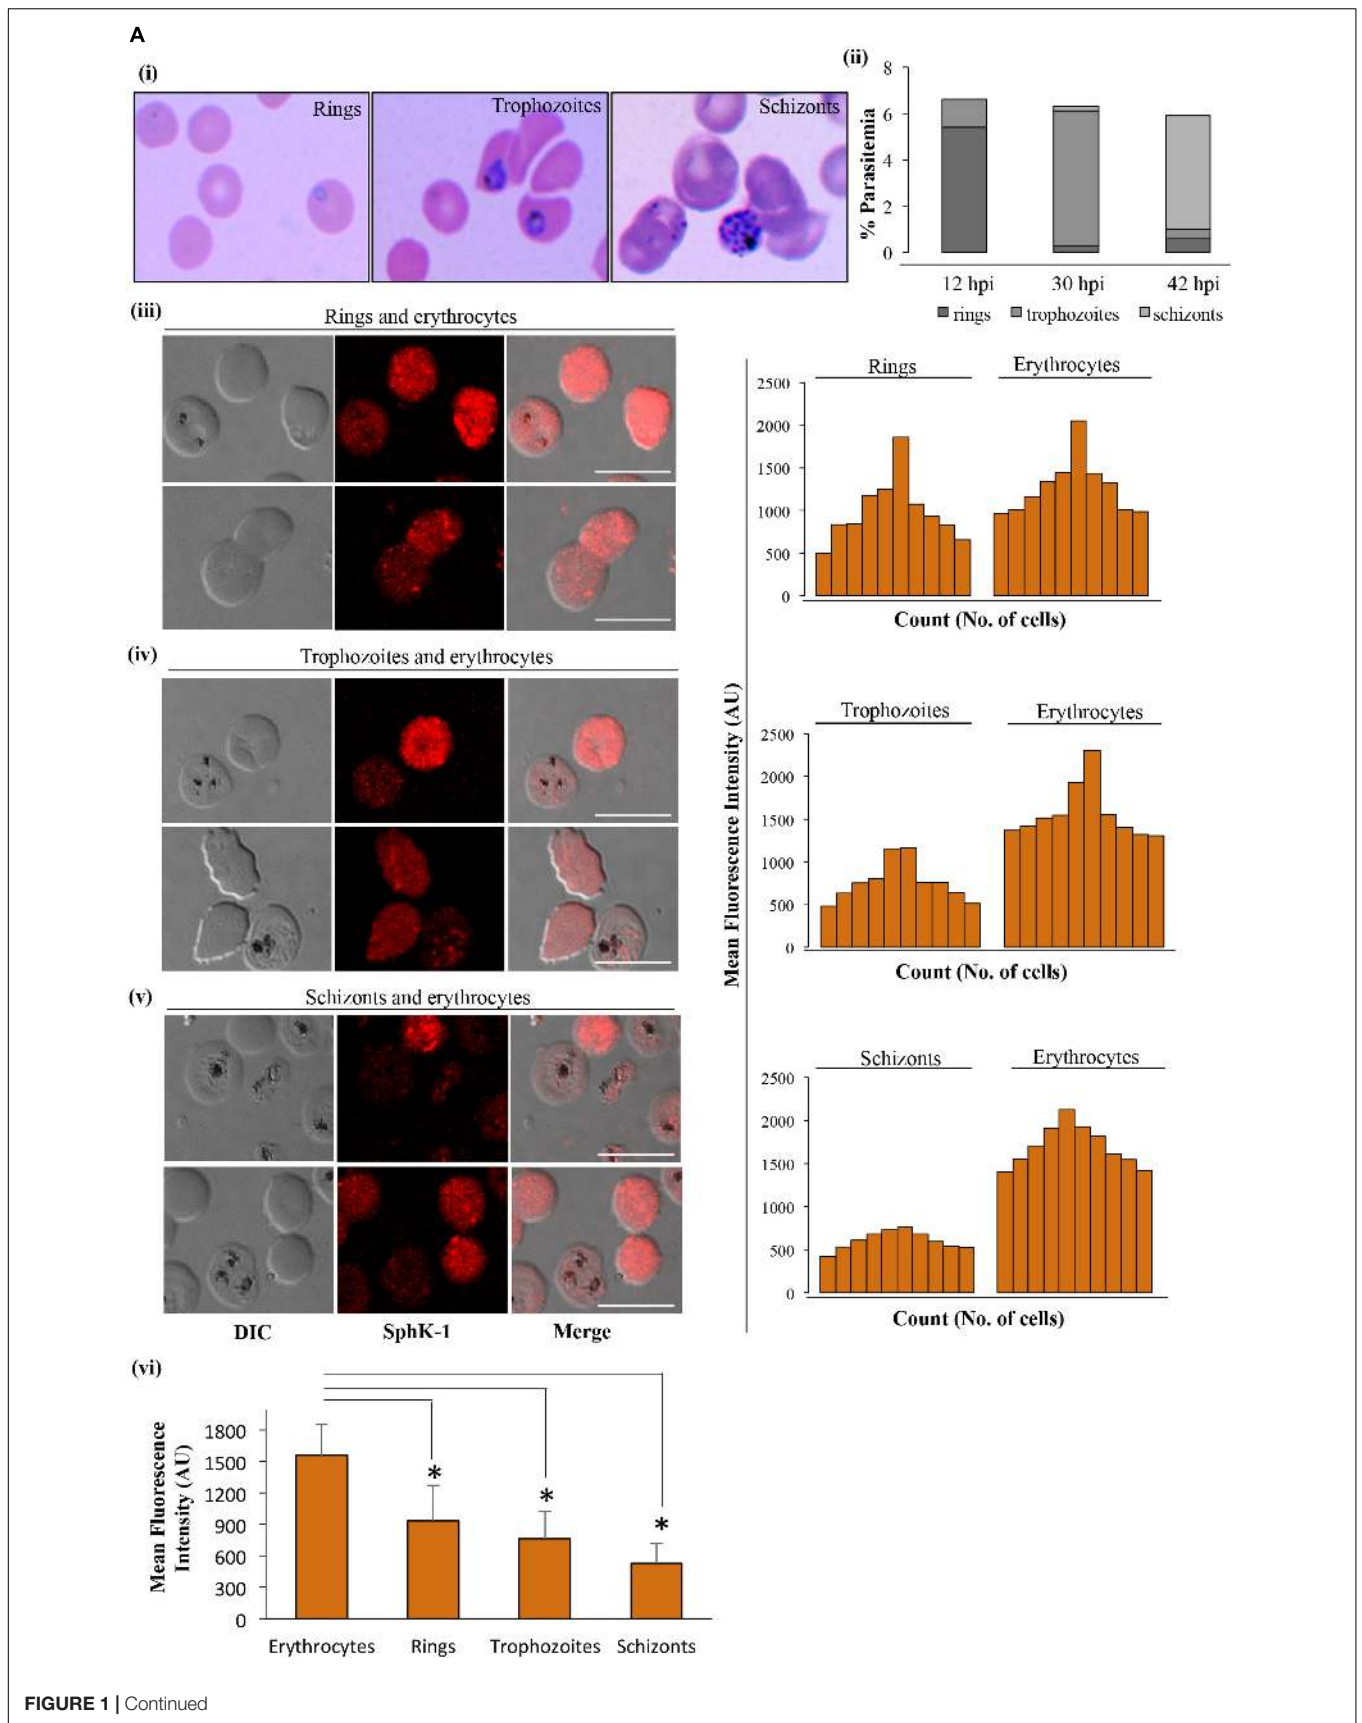 A
(i)
Rings
Trophozoites
Schizonts
(ii)
8
6
4
2
0
% Parasitemia
12 hpi 30 hpi 42 hpi
rings trophozoites schizonts
(iii)
Rings and erythrocytes
Rings Erythrocytes
2500
2000
1500
1000
500
0
Count (No. of cells)
(iv)
Trophozoites and erythrocytes
Mean Fluorescence Intensity (AU)
Trophozoites Erythrocytes
2500
2000
1500
1000
500
0
Count (No. of cells)
(v)
Schizonts and erythrocytes
Schizonts Erythrocytes
2500
2000
1500
1000
500
0
Count (No. of cells)
DIC SphK-1 Merge
(vi)
Mean Fluorescence
Intensity (AU)
1800
1500
1200
900
600
300
0
*
*
*
Erythrocytes Rings Trophozoites Schizonts
FIGURE 1 | Continued